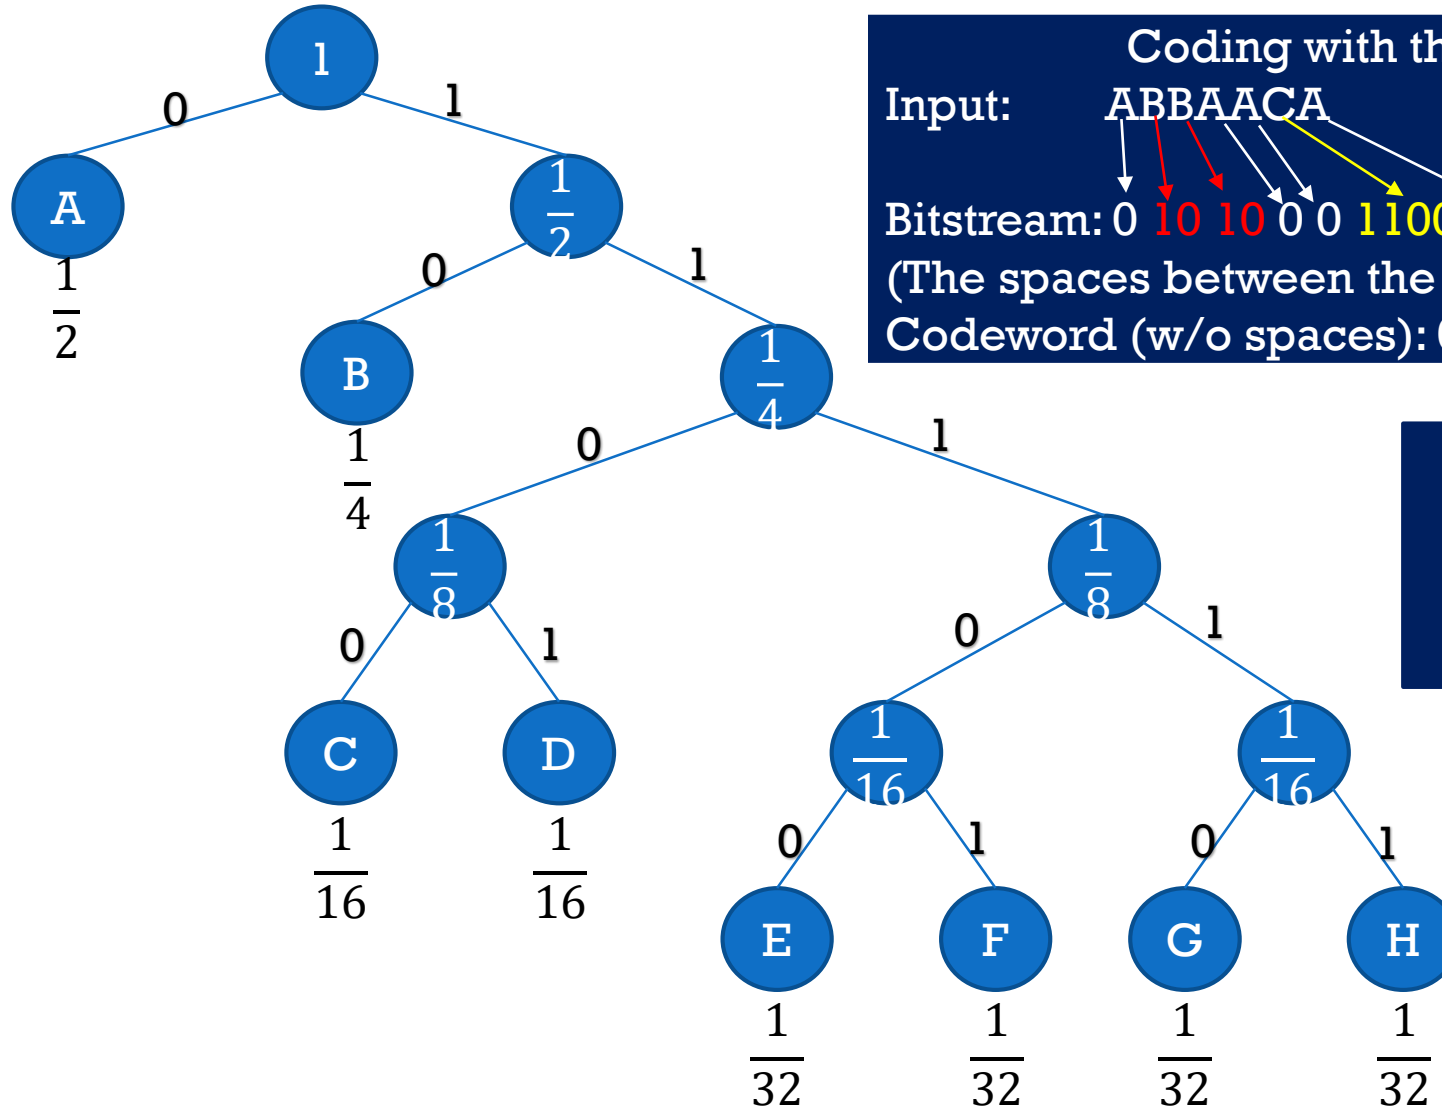 1
0
1
A
1/2
1/2
0
1
B
1/4
1/4
0
1
1/8
1/8
0
1
0
1
C
D
1/16
1/16
1/16
1/16
0
1
0
1
E
F
G
H
1/32
1/32
1/32
1/32
Coding with
Input: ABBAACA
Bitstream: 0 10 10 0 0 1100
(The spaces between the
Codeword (w/o spaces):